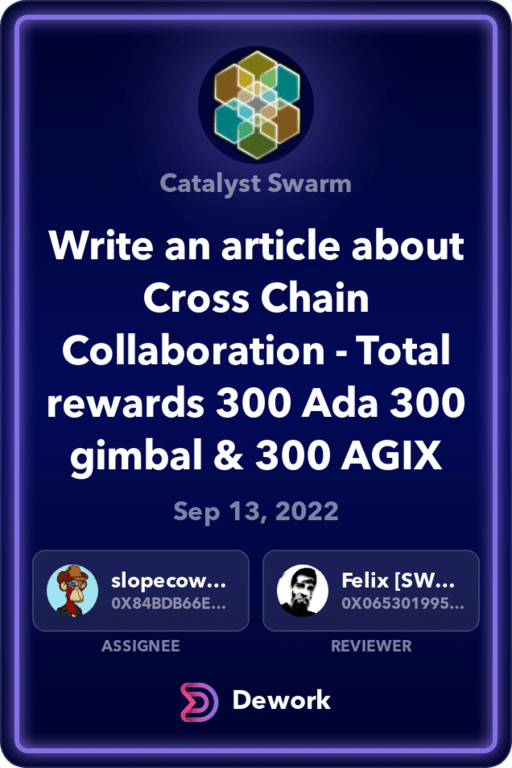 Catalyst Swarm
Write an article about
Cross Chain
Collaboration - Total
rewards 300 Ada 300
gimbal & 300 AGIX
Sep 13, 2022
slopecow...
0X84BDB66E...
ASSIGNEE
Felix [SW...
0X065301995...
REVIEWER
Dework